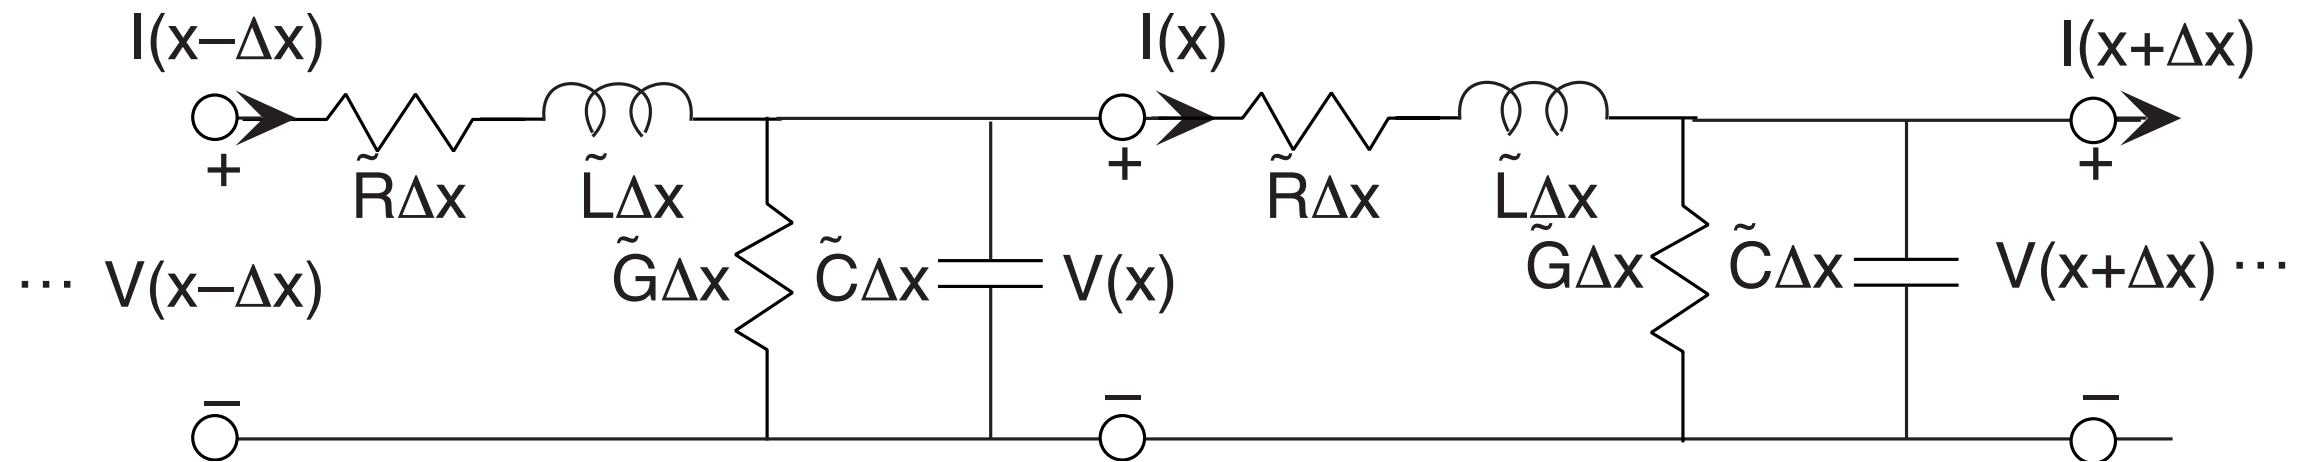 I(x–Δx) I(x) I(x+Δx)
+ + +
R̃Δx L̃Δx R̃Δx L̃Δx
··· V(x–Δx) G̃Δx C̃Δx V(x) G̃Δx C̃Δx V(x+Δx) ···
– – –